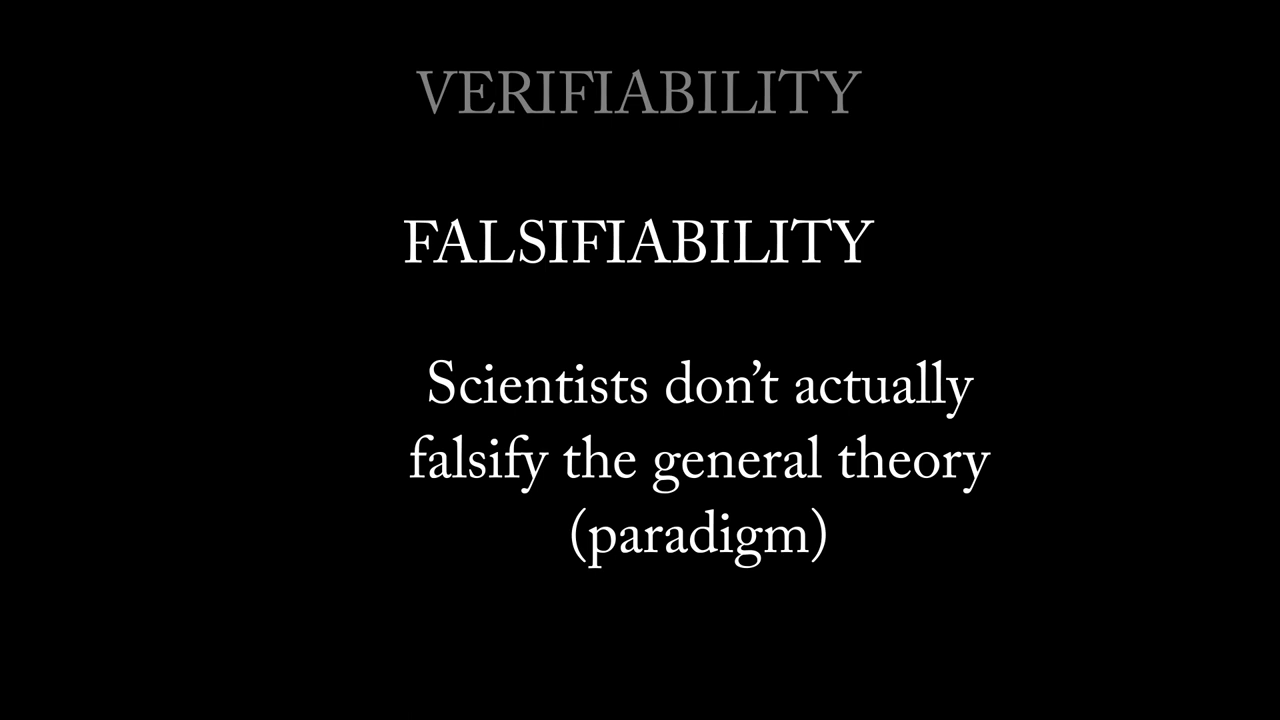 VERIFIABILITY
FALSIFIABILITY
Scientists don’t actually
falsify the general theory
(paradigm)